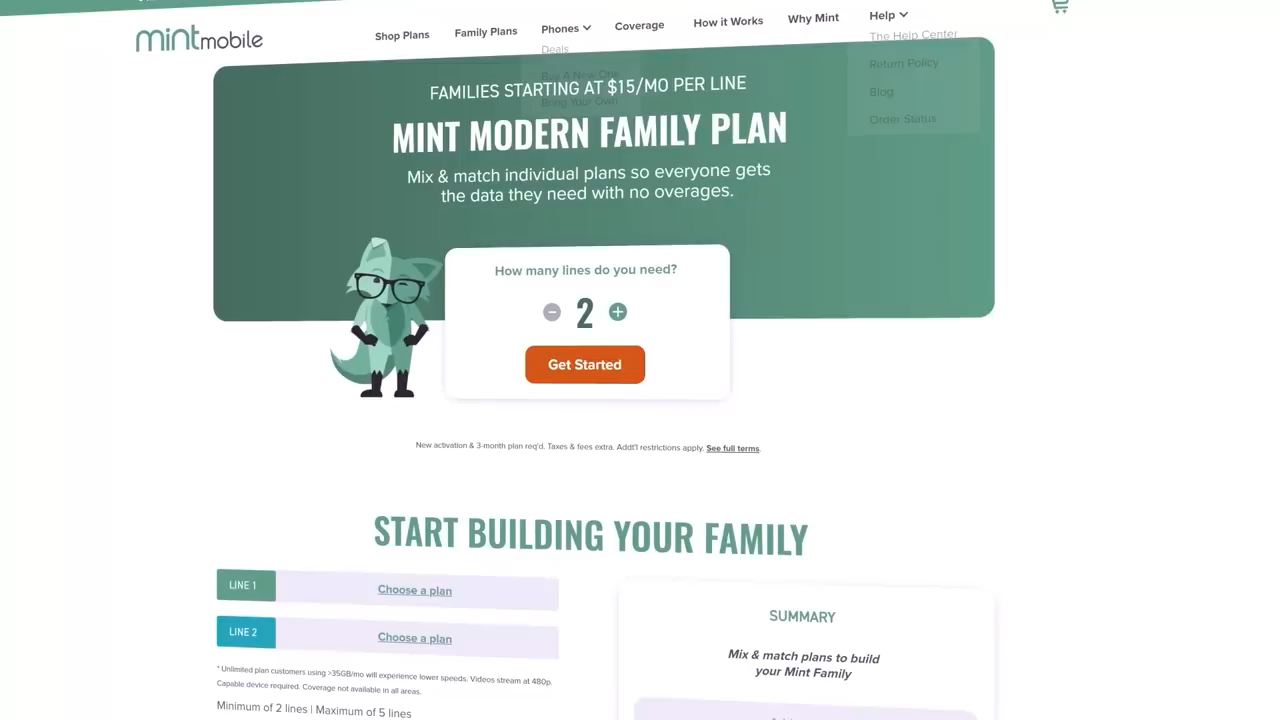 mintmobile
Shop Plans
Family Plans
Phones
Coverage
How it Works
Why Mint
Help
Deals
Buy A New One
Bring Your Own
The Help Center
Return Policy
Blog
Order Status
FAMILIES STARTING AT $15/MO PER LINE
MINT MODERN FAMILY PLAN
Mix & match individual plans so everyone gets
the data they need with no overages.
How many lines do you need?
2
Get Started
New activation & 3-month plan req'd. Taxes & fees extra. Addt'l restrictions apply. See full terms.
START BUILDING YOUR FAMILY
LINE 1
Choose a plan
LINE 2
Choose a plan
* Unlimited plan customers using >35GB/mo will experience lower speeds. Videos stream at 480p.
Capable device required. Coverage not available in all areas.
Minimum of 2 lines | Maximum of 5 lines
SUMMARY
Mix & match plans to build
your Mint Family